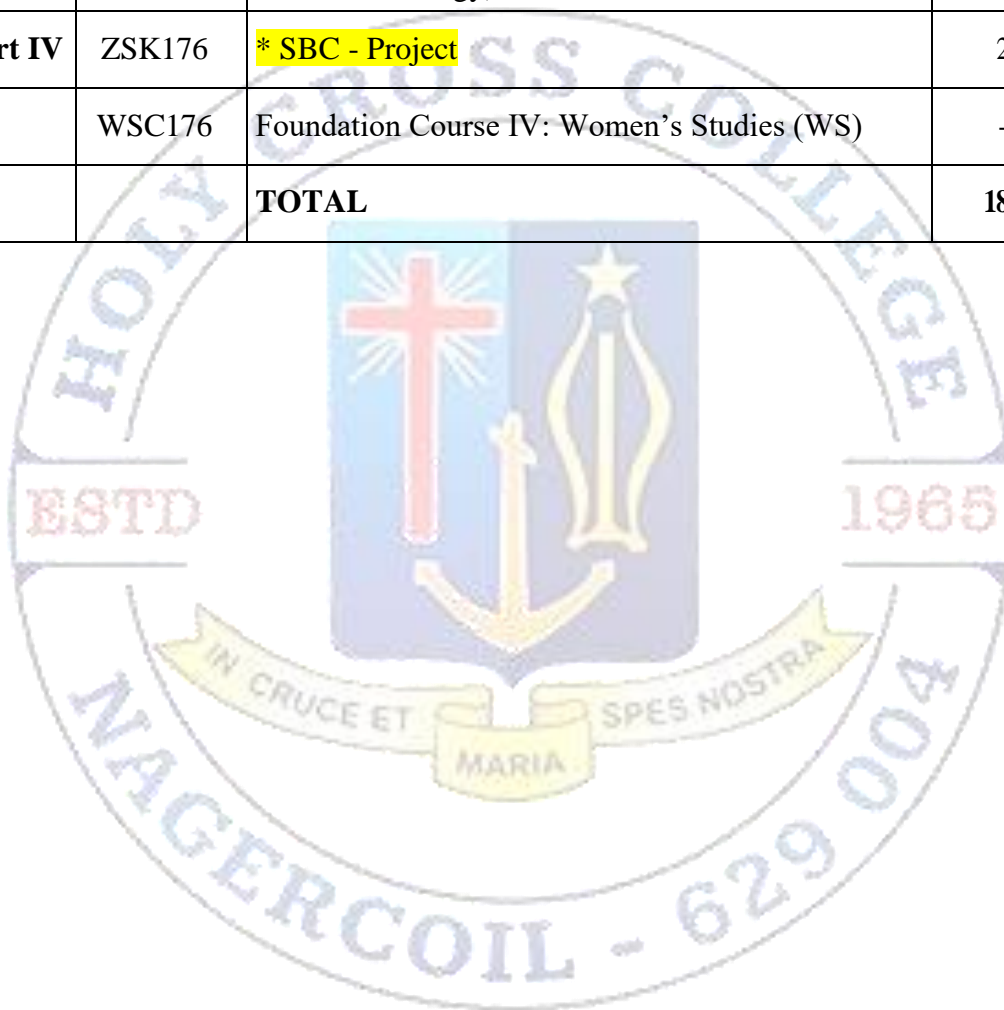 rt IV ZSK176 * SBC - Project 2
WSC176 Foundation Course IV: Women’s Studies (WS) -
TOTAL 18
HOLY CROSS COLLEGE
ESTD 1965
IN CRUCE ET MARIA SPES NOSTRA
NAGERCOIL - 629 004